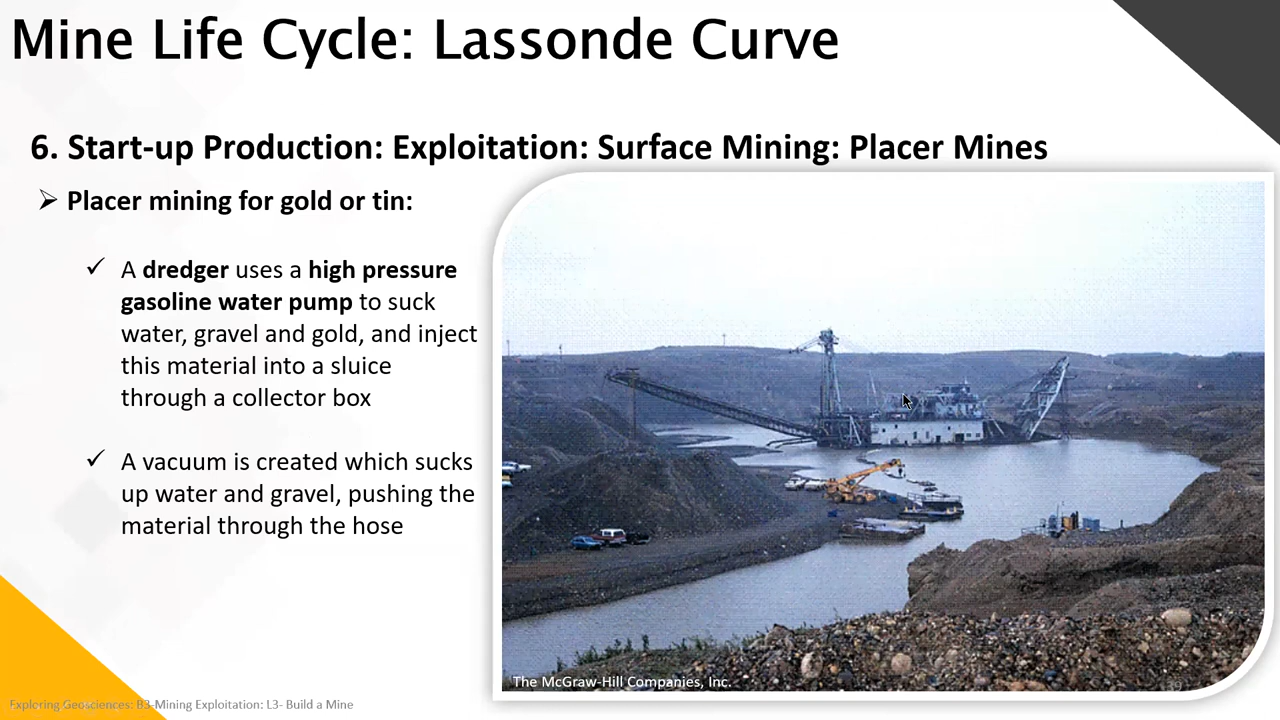 Mine Life Cycle: Lassonde Curve
6. Start-up Production: Exploitation: Surface Mining: Placer Mines
Placer mining for gold or tin:
A dredger uses a high pressure
gasoline water pump to suck
water, gravel and gold, and inject
this material into a sluice
through a collector box
A vacuum is created which sucks
up water and gravel, pushing the
material through the hose
The McGraw-Hill Companies, Inc.
39
Exploring Geosciences: B3-Mining Exploitation: L3- Build a Mine